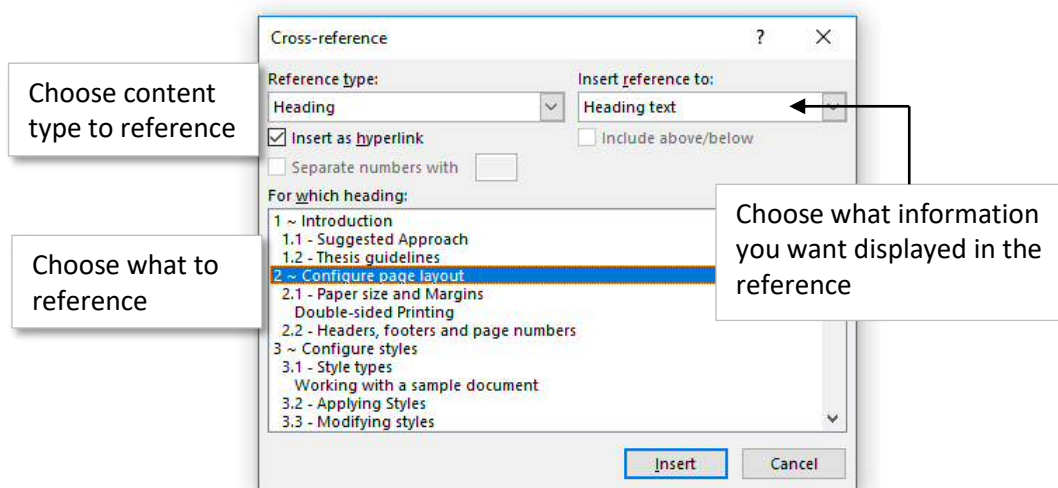 Cross-reference
?
Reference type:
Insert reference to:
Choose content
type to reference
Heading
Heading text
Insert as hyperlink
Include above/below
Separate numbers with
For which heading:
1 ~ Introduction
1.1 - Suggested Approach
1.2 - Thesis guidelines
2 ~ Configure page layout
2.1 - Paper size and Margins
Double-sided Printing
2.2 - Headers, footers and page numbers
3 ~ Configure styles
3.1 - Style types
Working with a sample document
3.2 - Applying Styles
3.3 - Modifying styles
Choose what to
reference
Choose what information
you want displayed in the
reference
Insert
Cancel